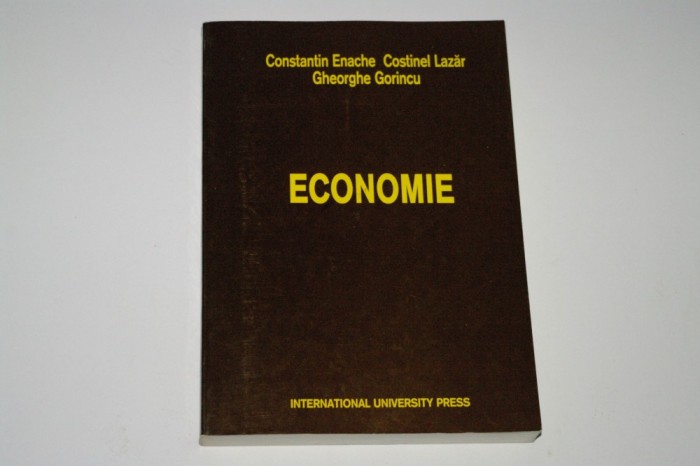 Constantin Enache Costinel Lazăr
Gheorghe Gorincu
ECONOMIE
INTERNATIONAL UNIVERSITY PRESS